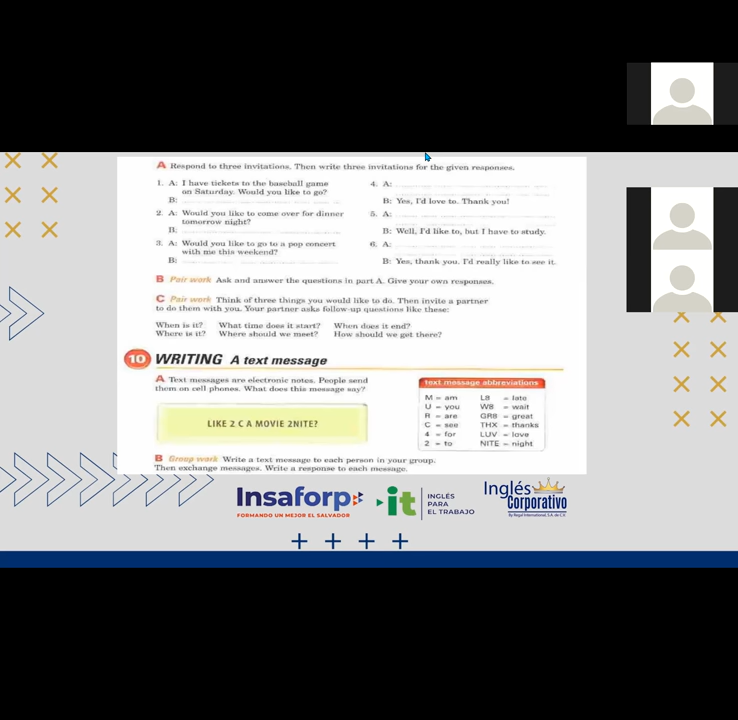 A Respond to three invitations. Then write three invitations for the given responses.
1. A: I have tickets to the baseball game
on Saturday. Would you like to go?
B:
2. A: Would you like to come over for dinner
tomorrow night?
B:
3. A: Would you like to go to a pop concert
with me this weekend?
B:
4. A:
B: Yes, I'd love to. Thank you!
5. A:
B: Well, I'd like to, but I have to study.
6. A:
B: Yes, thank you. I'd really like to see it.
B Pair work Ask and answer the questions in part A. Give your own responses.
C Pair work Think of three things you would like to do. Then invite a partner
to do them with you. Your partner asks follow-up questions like these:
When is it? What time does it start? When does it end?
Where is it? Where should we meet? How should we get there?
10 WRITING A text message
A Text messages are electronic notes. People send
them on cell phones. What does this message say?
LIKE 2 C A MOVIE 2NITE?
text message abbreviations
M = am L8 = late
U = you W8 = wait
R = are GR8 = great
C = see THX = thanks
4 = for LUV = love
2 = to NITE = night
B Group work Write a text message to each person in your group.
Then exchange messages. Write a response to each message.
Insaforp
FORMANDO UN MEJOR EL SALVADOR
it
INGLÉS
PARA
EL TRABAJO
Inglés
Corporativo
By Regal International, S.A. de C.V.